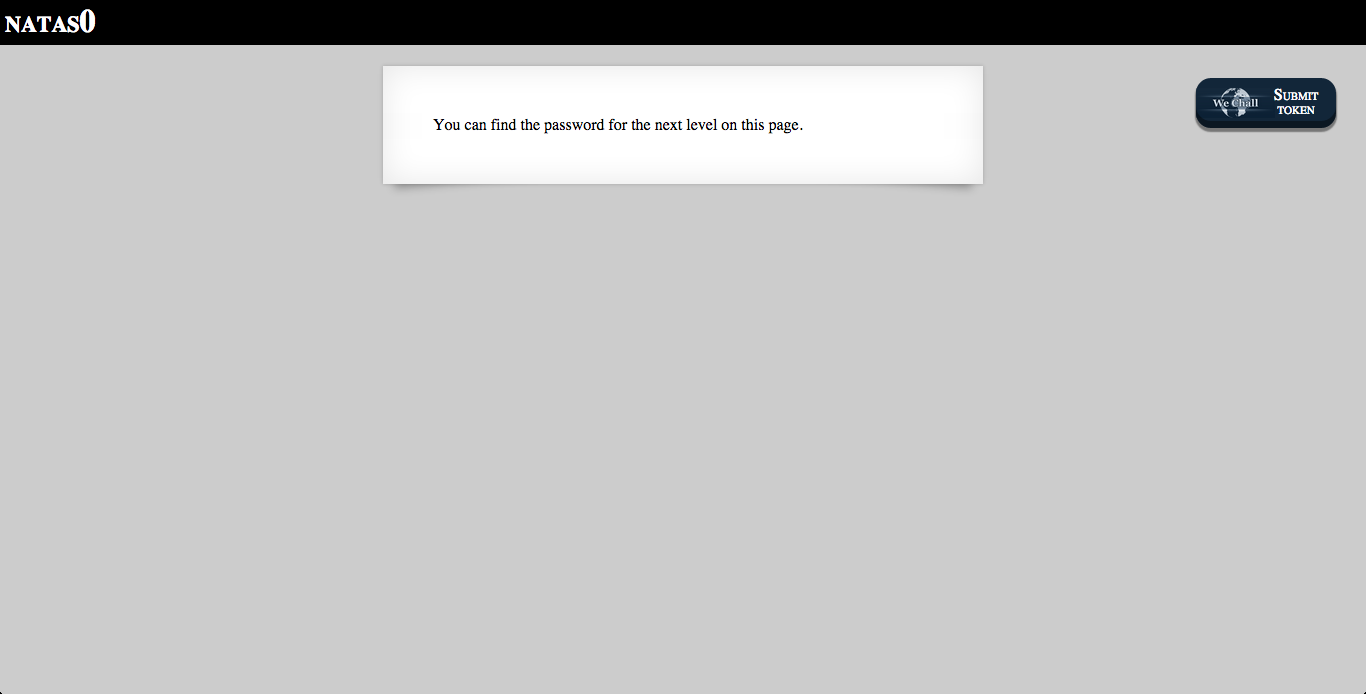 NATAS0
You can find the password for the next level on this page.
We Chall
SUBMIT
TOKEN